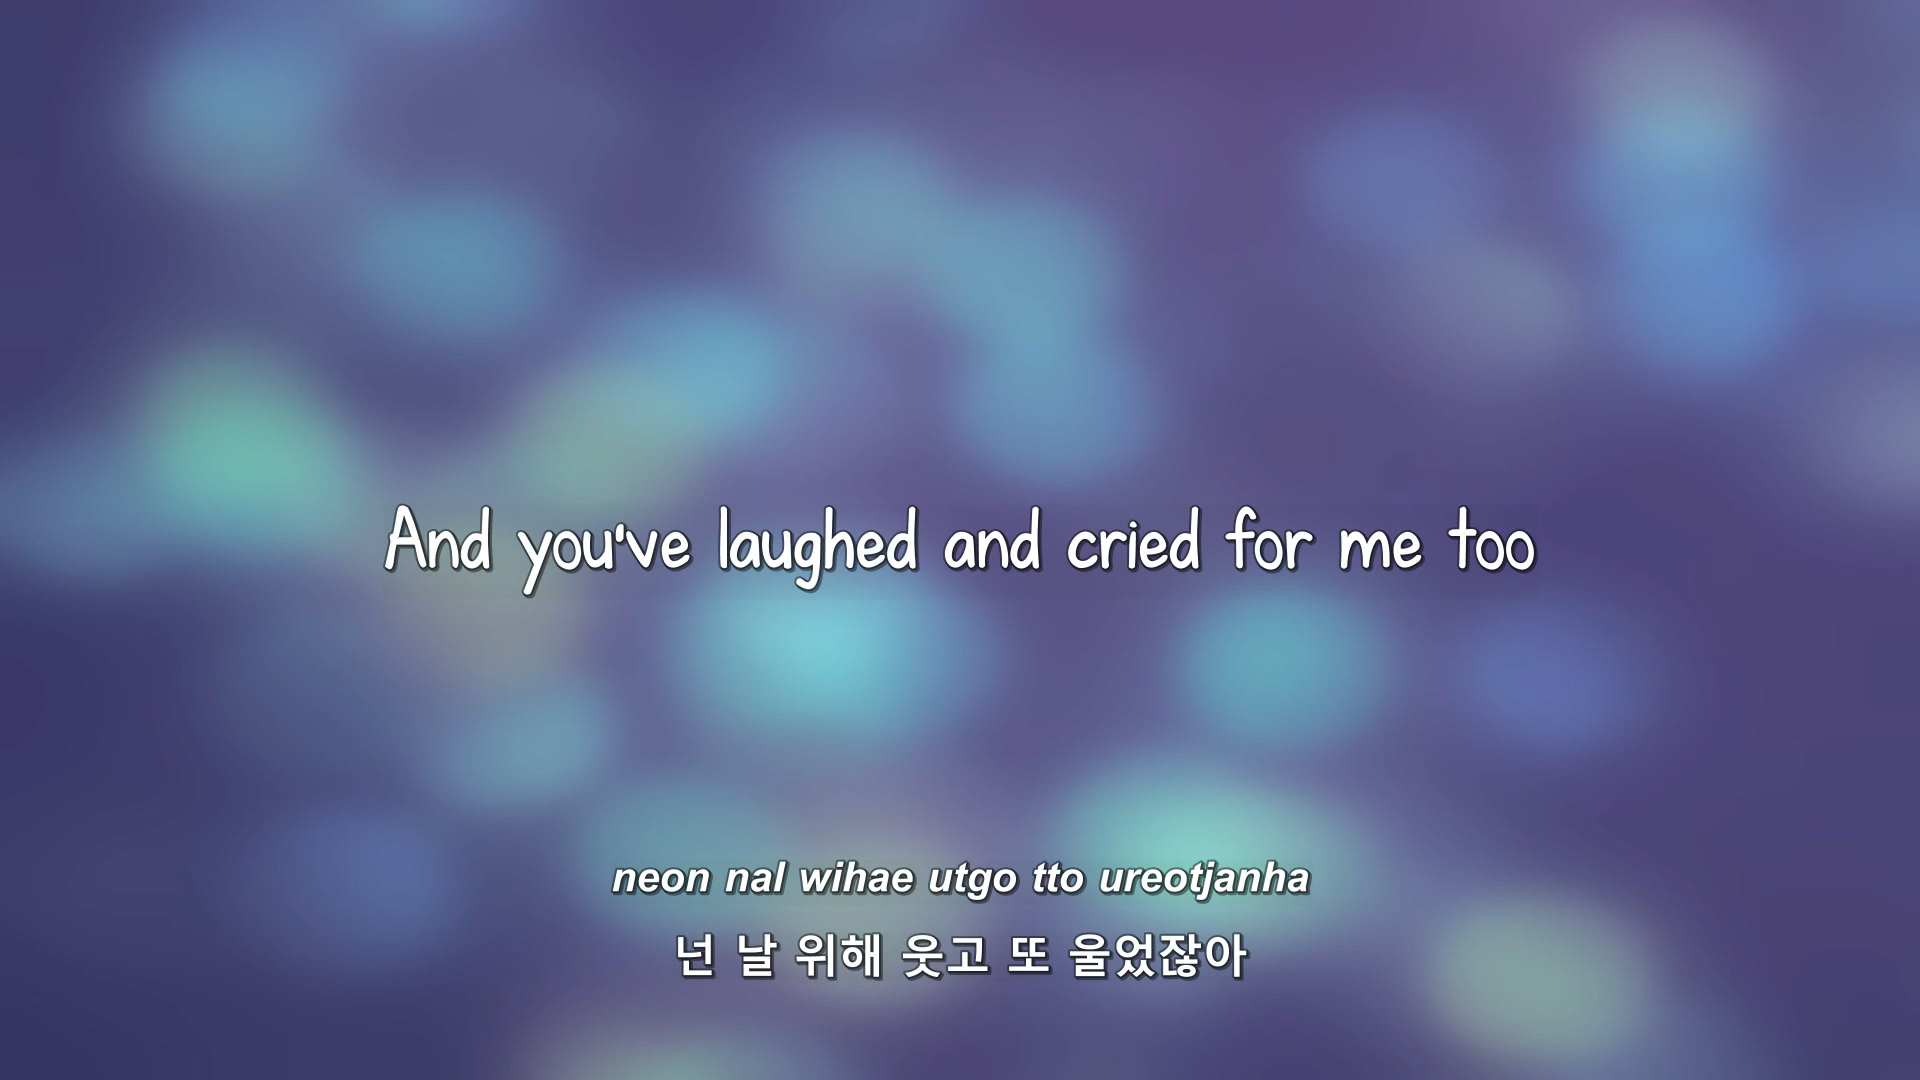 And you've laughed and cried for me too
neon nal wihae utgo tto ureotjanha
넌 날 위해 웃고 또 울었잖아